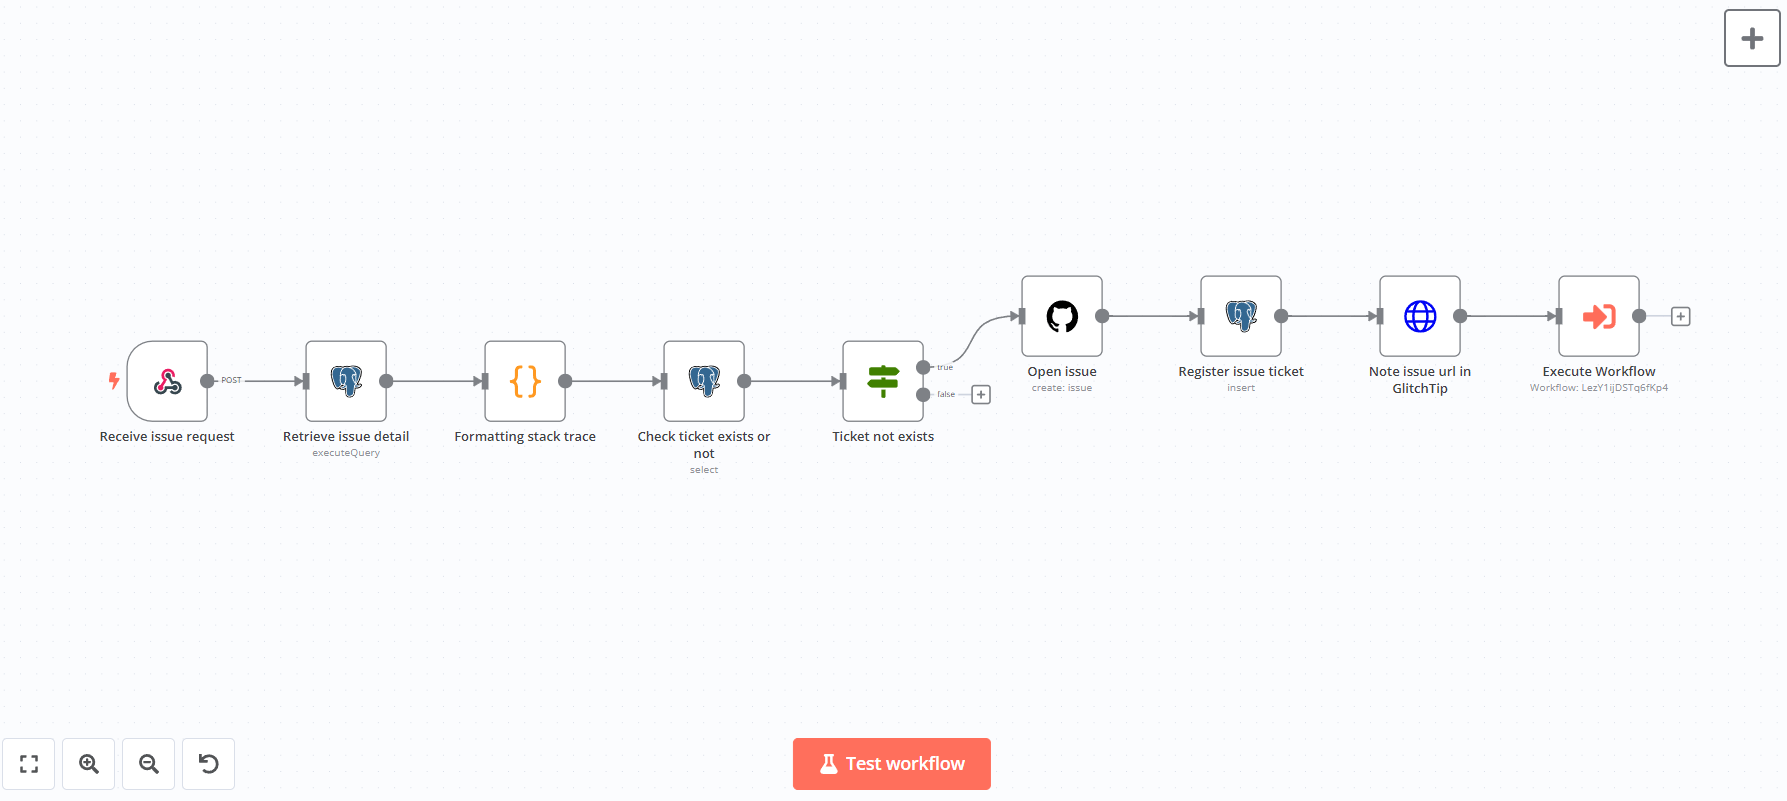 POST
Receive issue request
Retrieve issue detail
executeQuery
Formatting stack trace
Check ticket exists or
not
select
true
false
Ticket not exists
Open issue
create: issue
Register issue ticket
insert
Note issue url in
GlitchTip
Execute Workflow
Workflow: LezY1ijDSTq6fKp4
Test workflow